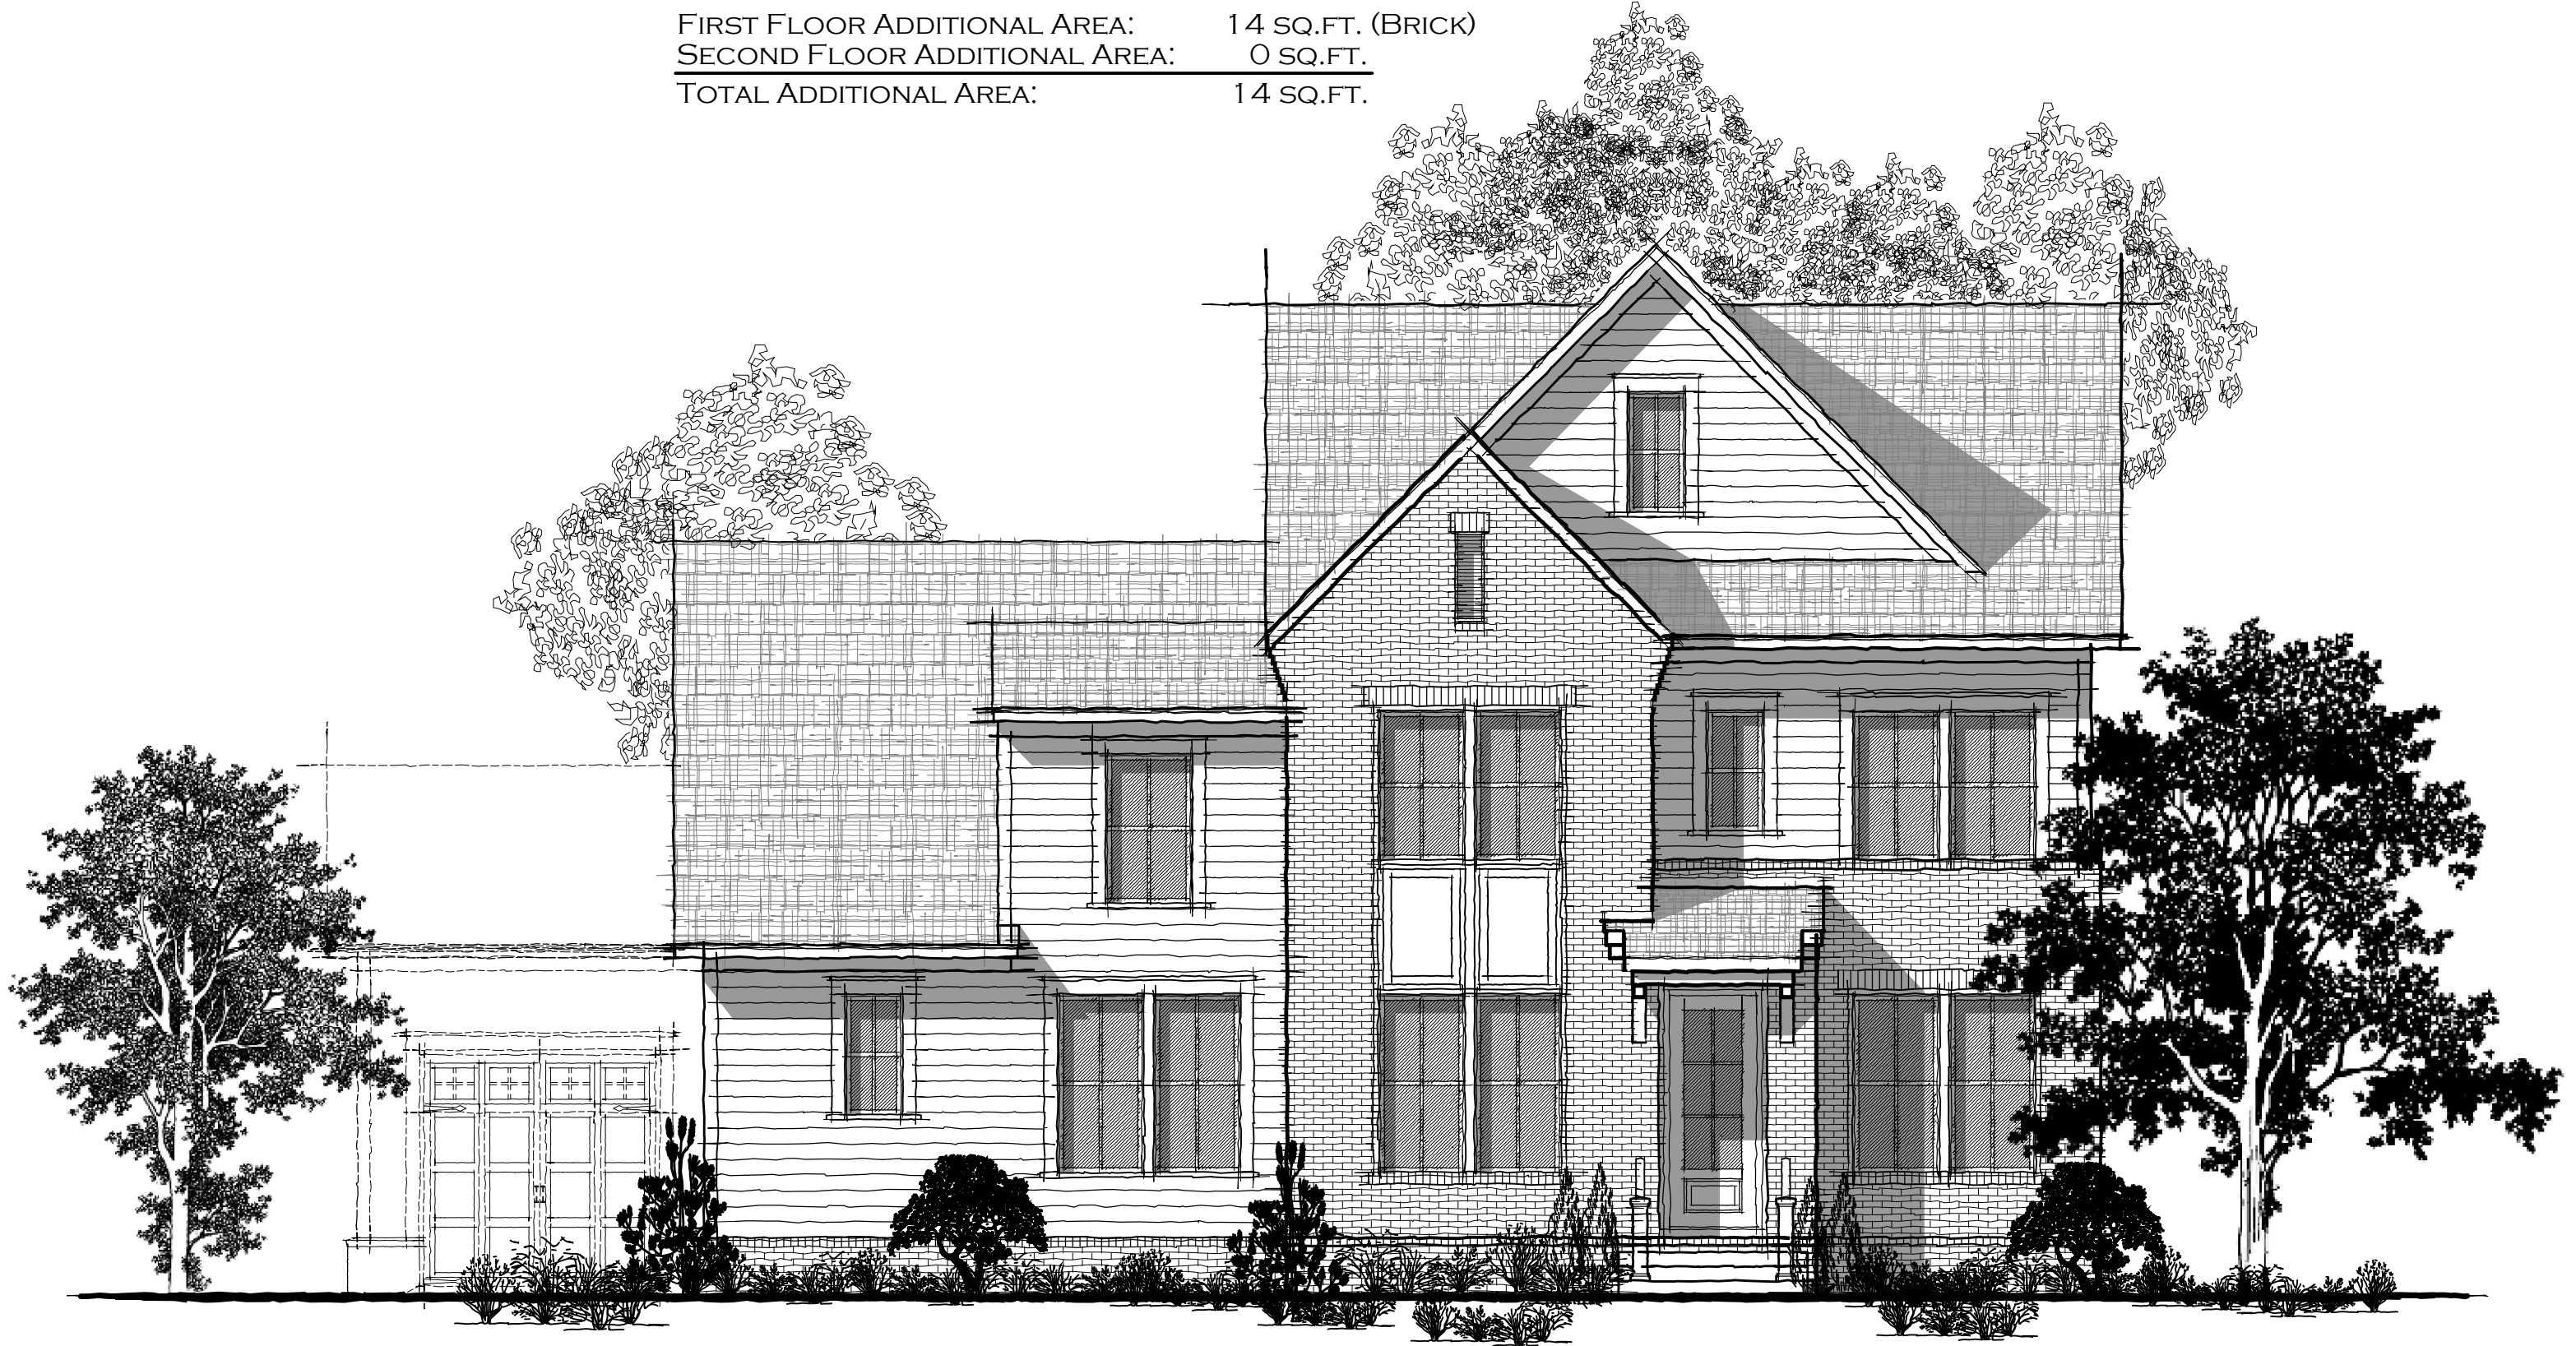 First Floor Additional Area: 14 sq.ft. (Brick)
Second Floor Additional Area: 0 sq.ft.
Total Additional Area: 14 sq.ft.